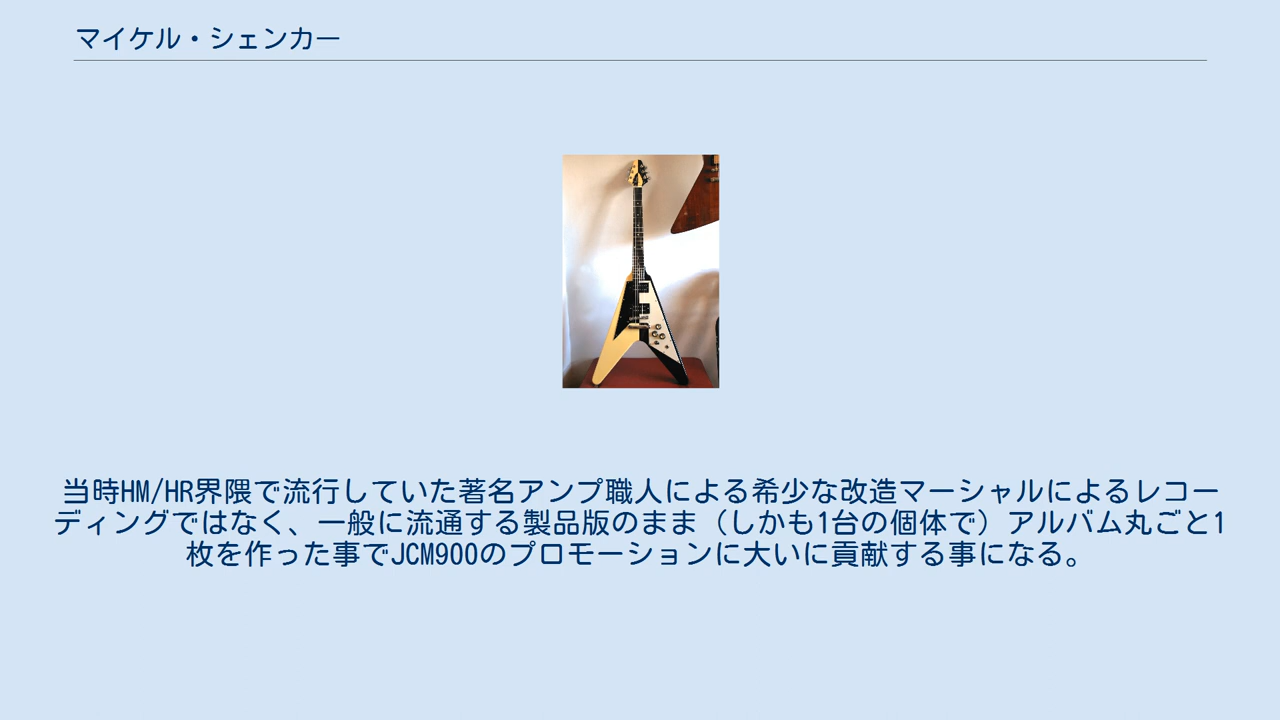 マイケル・シェンカー
当時HM/HR界隈で流行していた著名アンプ職人による希少な改造マーシャルによるレコー
ディングではなく、一般に流通する製品版のまま（しかも1台の個体で）アルバム丸ごと1
枚を作った事でJCM900のプロモーションに大いに貢献する事になる。